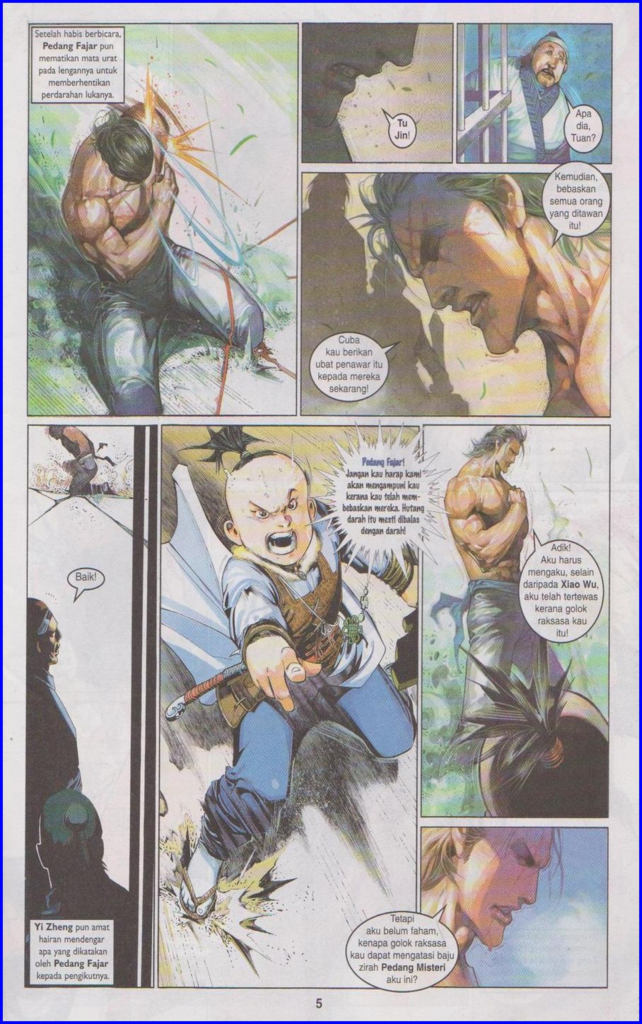 Setelah habis berbicara,
Pedang Fajar pun
mematikan mata urat
pada lengannya untuk
memberhentikan
perdarahan lukanya.
Tu
Jin!
Apa
dia,
Tuan?
Kemudian,
bebaskan
semua orang
yang ditawan
itu!
Cuba
kau berikan
ubat penawar itu
kepada mereka
sekarang!
Baik!
Yi Zheng pun amat
hairan mendengar
apa yang dikatakan
oleh Pedang Fajar
kepada pengikutnya.
Pedang Fajar!
Jangan kau harap kami
akan mengampuni kau
kerana kau telah mem-
bebaskan mereka. Hutang
darah itu mesti dibalas
dengan darah!
Adik!
Aku harus
mengaku, selain
daripada Xiao Wu,
aku telah tertewas
kerana golok
raksasa kau
itu!
Tetapi
aku belum faham,
kenapa golok raksasa
kau dapat mengatasi baju
zirah Pedang Misteri
aku ini?
5